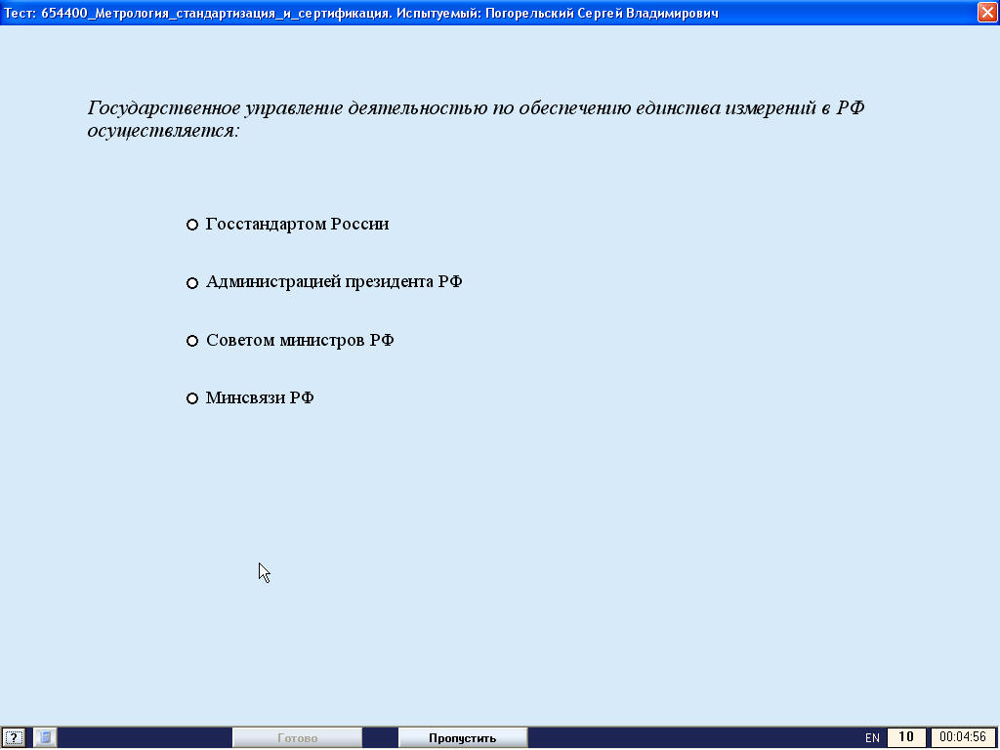 Тест: 654400_Метрология_стандартизация_и_сертификация. Испытуемый: Погорельский Сергей Владимирович
Государственное управление деятельностью по обеспечению единства измерений в РФ
осуществляется:
Госстандартом России
Администрацией президента РФ
Советом министров РФ
Минсвязи РФ
? Готово Пропустить EN 10 00:04:56